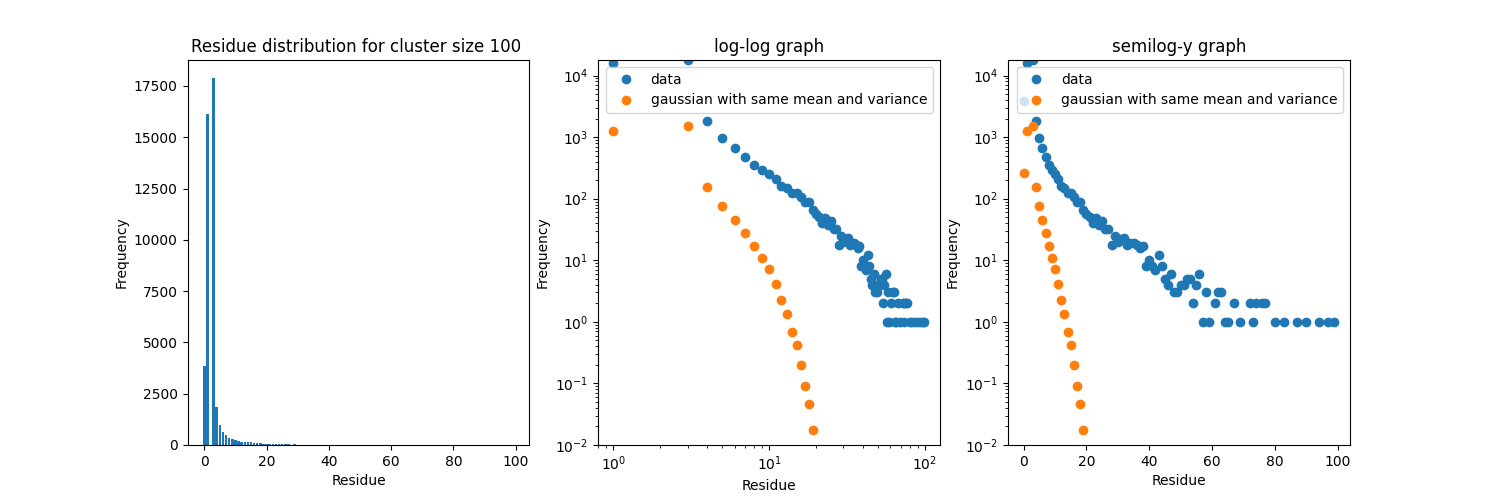 Residue distribution for cluster size 100
Frequency
17500
15000
12500
10000
7500
5000
2500
0
0 20 40 60 80 100
Residue
log-log graph
data
gaussian with same mean and variance
Frequency
10^4
10^3
10^2
10^1
10^0
10^-1
10^-2
10^0 10^1 10^2
Residue
semilog-y graph
data
gaussian with same mean and variance
Frequency
10^4
10^3
10^2
10^1
10^0
10^-1
10^-2
0 20 40 60 80 100
Residue